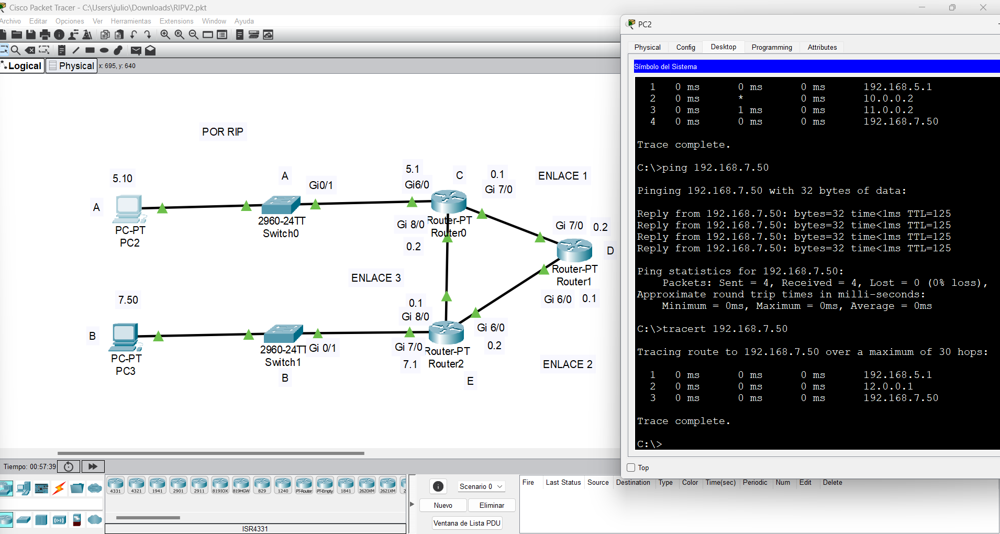 Cisco Packet Tracer - C:\Users\julio\Downloads\RIPV2.pkt
Archivo Editar Opciones Ver Herramientas Extensions Window Ayuda
Logical Physical x: 695, y: 640
POR RIP
5.10
A
Gi0/1
5.1
Gi6/0
C
0.1
Gi 7/0
ENLACE 1
A
PC-PT
PC2
2960-24TT
Switch0
Gi 8/0
Router-PT
Router0
0.2
Gi 7/0
0.2
D
Router-PT
Router1
ENLACE 3
Gi 6/0
0.1
7.50
0.1
Gi 8/0
B
PC-PT
PC3
2960-24TT
Switch1
Gi 0/1
B
Gi 7/0
7.1
Router-PT
Router2
Gi 6/0
0.2
ENLACE 2
E
PC2
Physical Config Desktop Programming Attributes
Símbolo del Sistema
1 0 ms 0 ms 0 ms 192.168.5.1
2 0 ms * 0 ms 10.0.0.2
3 0 ms 1 ms 0 ms 11.0.0.2
4 0 ms 0 ms 0 ms 192.168.7.50
Trace complete.
C:\>ping 192.168.7.50
Pinging 192.168.7.50 with 32 bytes of data:
Reply from 192.168.7.50: bytes=32 time<1ms TTL=125
Reply from 192.168.7.50: bytes=32 time<1ms TTL=125
Reply from 192.168.7.50: bytes=32 time<1ms TTL=125
Reply from 192.168.7.50: bytes=32 time<1ms TTL=125
Ping statistics for 192.168.7.50:
Packets: Sent = 4, Received = 4, Lost = 0 (0% loss),
Approximate round trip times in milli-seconds:
Minimum = 0ms, Maximum = 0ms, Average = 0ms
C:\>tracert 192.168.7.50
Tracing route to 192.168.7.50 over a maximum of 30 hops:
1 0 ms 0 ms 0 ms 192.168.5.1
2 0 ms 0 ms 0 ms 12.0.0.1
3 0 ms 0 ms 0 ms 192.168.7.50
Trace complete.
C:\>
Top
Tiempo: 00:57:39
4331 4321 1941 2901 2911 819IOX 819HGW 829 1240 PT-Router PT-Empty 1841 2620XM 2621XM 2
ISR4331
Scenario 0
Nuevo Eliminar
Ventana de Lista PDU
Fire Last Status Source Destination Type Color Time(sec) Periodic Num Edit Delete